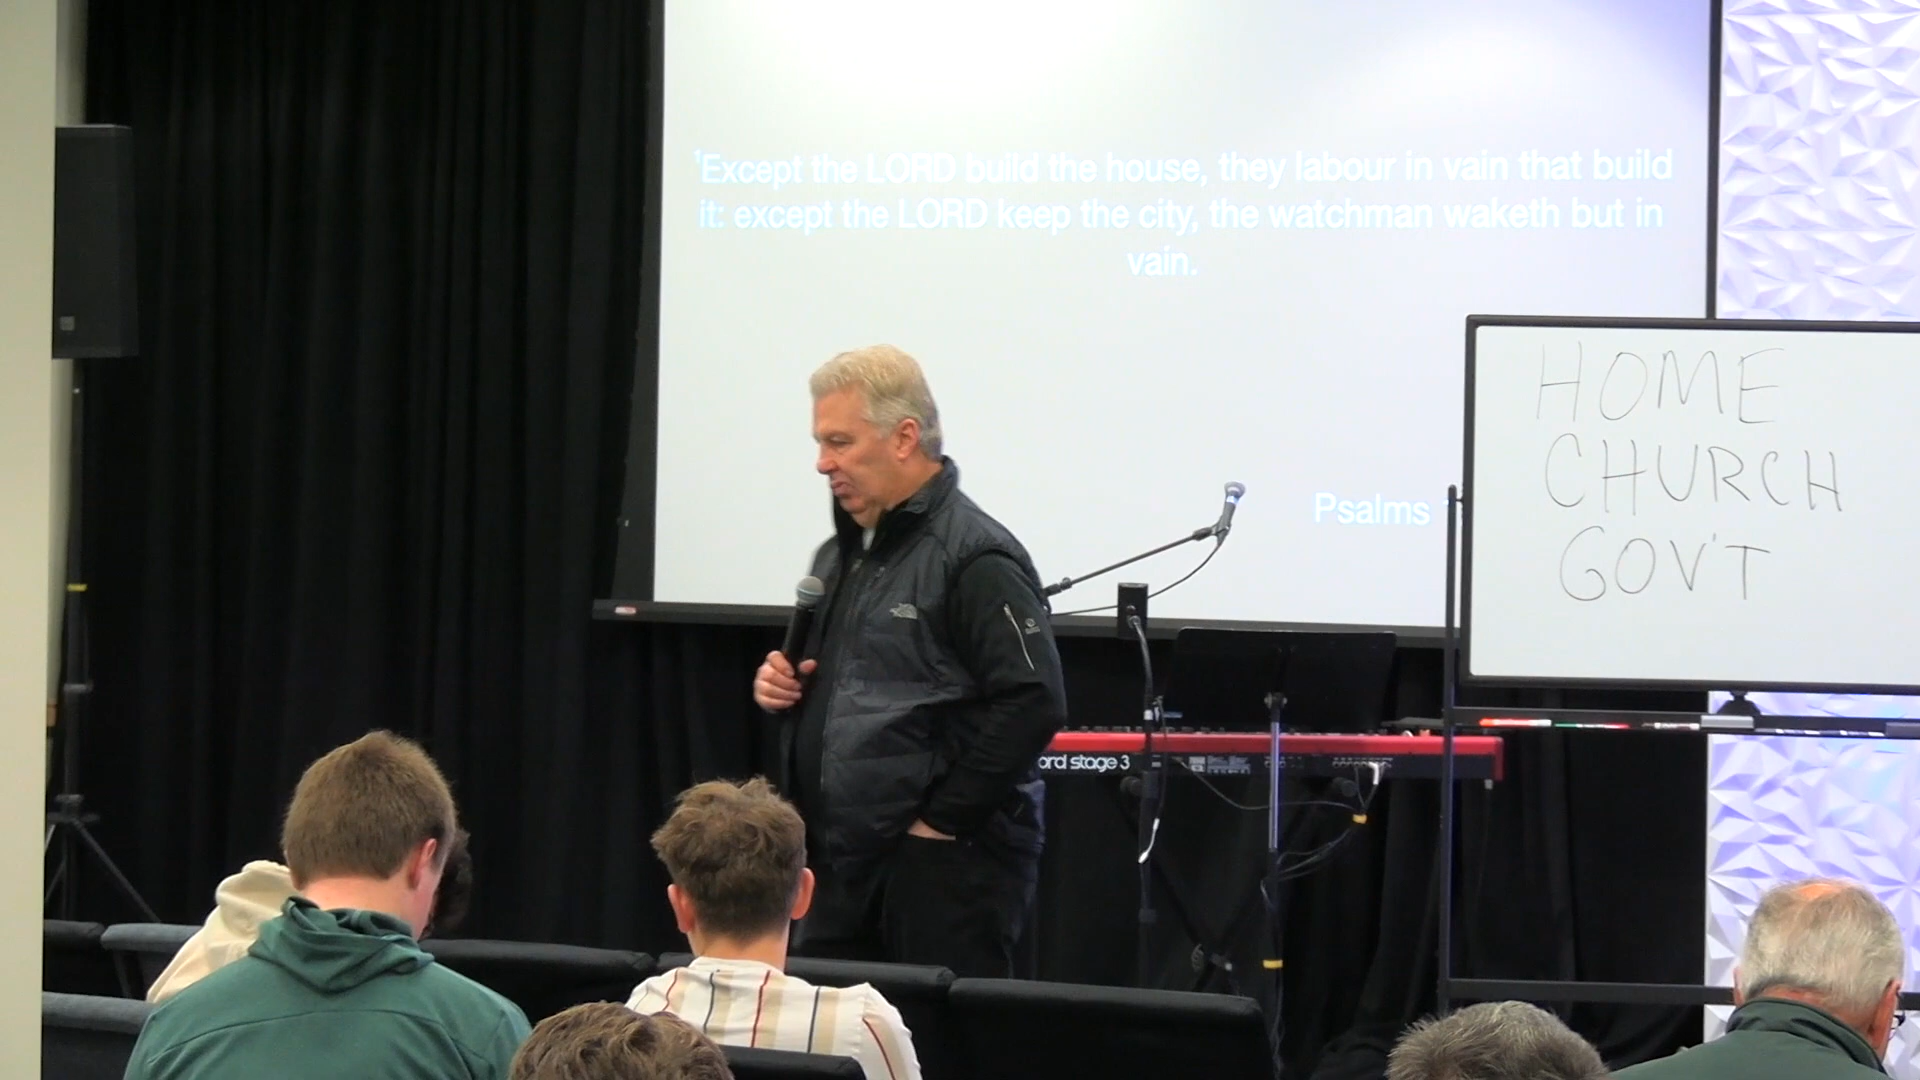 ¹Except the LORD build the house, they labour in vain that build
it: except the LORD keep the city, the watchman waketh but in
vain.
Psalms
HOME
CHURCH
GOV'T
ord stage 3